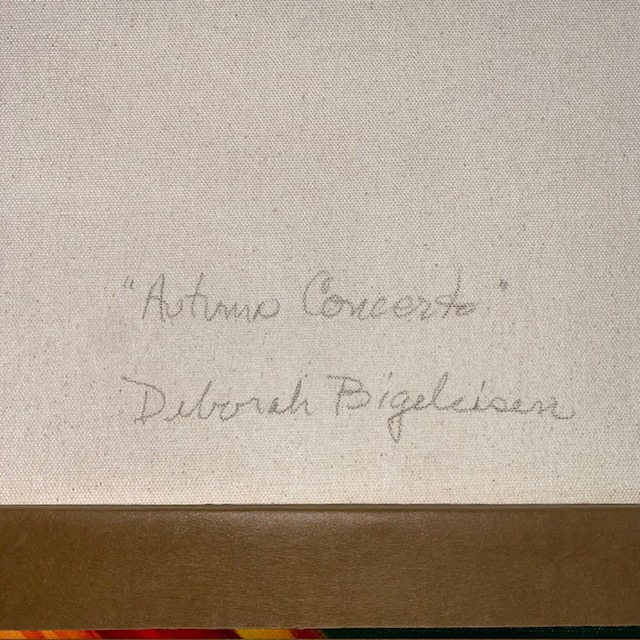 "Autumn Concerto"
Deborah Bigeleisen